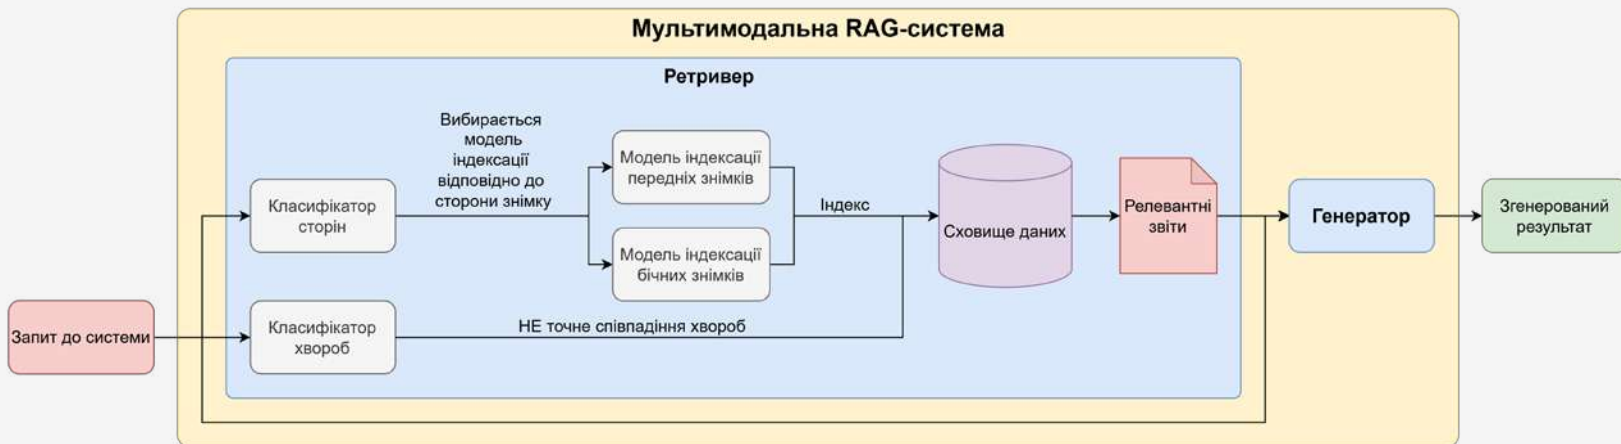 Мультимодальна RAG-система
Ретривер
Вибирається
модель
індексації
відповідно до
сторони знімку
Класифікатор
сторін
Модель індексації
передніх знімків
Модель індексації
бічних знімків
Індекс
Сховище даних
Релевантні
звіти
Генератор
Згенерований
результат
Запит до системи
Класифікатор
хвороб
НЕ точне співпадіння хвороб